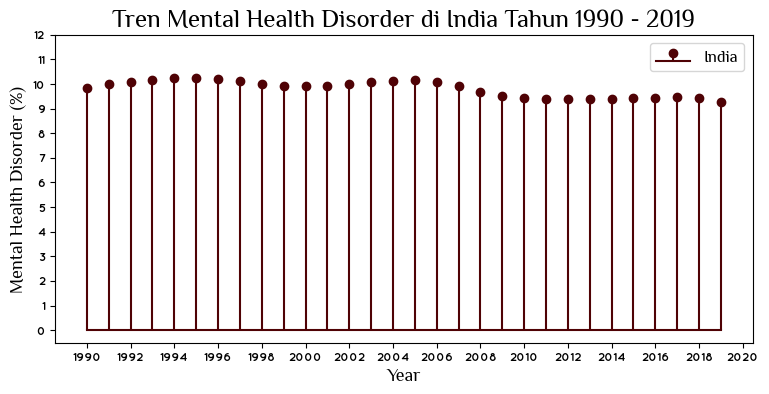 Tren Mental Health Disorder di India Tahun 1990 - 2019
Mental Health Disorder (%)
12
11
10
9
8
7
6
5
4
3
2
1
0
India
1990 1992 1994 1996 1998 2000 2002 2004 2006 2008 2010 2012 2014 2016 2018 2020
Year